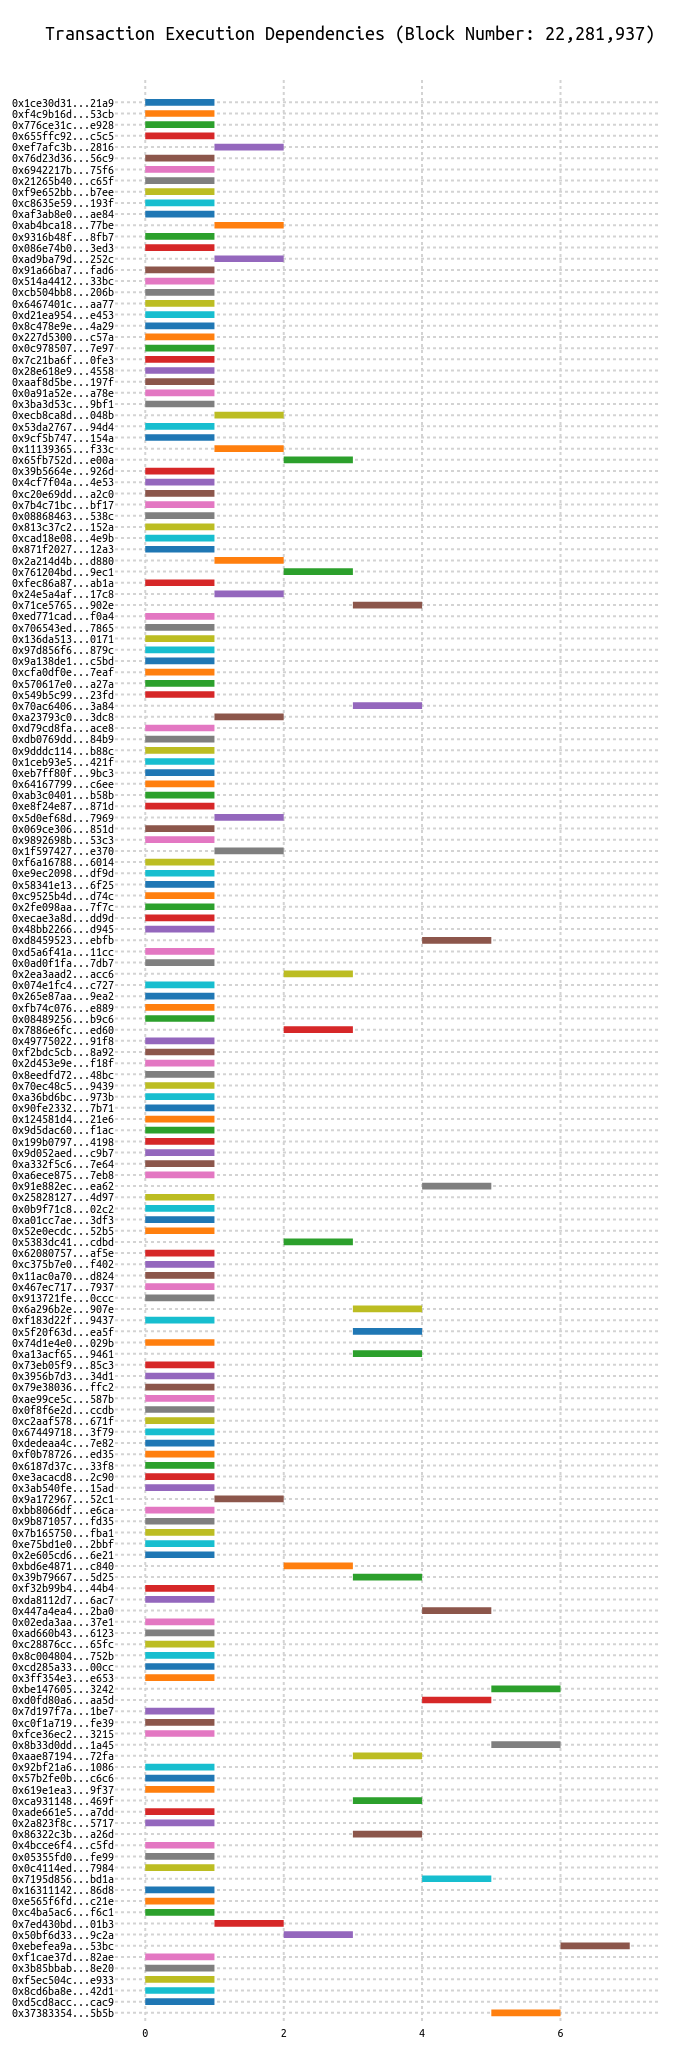 Transaction Execution Dependencies (Block Number: 22,281,937)
0x1ce30d31...21a9
0xf4c9b16d...53cb
0x776ce31c...e928
0x655ffc92...c5c5
0xef7afc3b...2816
0x76d23d36...56c9
0x6942217b...75f6
0x21265b40...c65f
0xf9e652bb...b7ee
0xc8635e59...193f
0xaf3ab8e0...ae84
0xab4bca18...77be
0x9316b48f...8fb7
0x086e74b0...3ed3
0xad9ba79d...252c
0x91a66ba7...fad6
0x514a4412...33bc
0xcb504bb8...206b
0x6467401c...aa77
0xd21ea954...e453
0x8c478e9e...4a29
0x227d5300...c57a
0x0c978507...7e97
0x7c21ba6f...0fe3
0x28e618e9...4558
0xaaf8d5be...197f
0x0a91a52e...a78e
0x3ba3d53c...9bf1
0xecb8ca8d...048b
0x53da2767...94d4
0x9cf5b747...154a
0x11139365...f33c
0x65fb752d...e00a
0x39b5664e...926d
0x4cf7f04a...4e53
0xc20e69dd...a2c0
0x7b4c71bc...bf17
0x08868463...538c
0x813c37c2...152a
0xcad18e08...4e9b
0x871f2027...12a3
0x2a214d4b...d880
0x761204bd...9ec1
0xfec86a87...ab1a
0x24e5a4af...17c8
0x71ce5765...902e
0xed771cad...f0a4
0x706543ed...7865
0x136da513...0171
0x97d856f6...879c
0x9a138de1...c5bd
0xcfa0df0e...7eaf
0x570617e0...a27a
0x549b5c99...23fd
0x70ac6406...3a84
0xa23793c0...3dc8
0xd79cd8fa...ace8
0xdb0769dd...84b9
0x9dddc114...b88c
0x1ceb93e5...421f
0xeb7ff80f...9bc3
0x64167799...c6ee
0xab3c0401...b58b
0xe8f24e87...871d
0x5d0ef68d...7969
0x069ce306...851d
0x9892698b...53c3
0x1f597427...e370
0xf6a16788...6014
0xe9ec2098...df9d
0x58341e13...6f25
0xc9525b4d...d74c
0x2fe098aa...7f7c
0xecae3a8d...dd9d
0x48bb2266...d945
0xd8459523...ebfb
0xd5a6f41a...11cc
0x0ad0f1fa...7db7
0x2ea3aad2...acc6
0x074e1fc4...c727
0x265e87aa...9ea2
0xfb74c076...e889
0x08489256...b9c6
0x7886e6fc...ed60
0x49775022...91f8
0xf2bdc5cb...8a92
0x2d453e9e...f18f
0x8eedfd72...48bc
0x70ec48c5...9439
0xa36bd6bc...973b
0x90fe2332...7b71
0x124581d4...21e6
0x9d5dac60...f1ac
0x199b0797...4198
0x9d052aed...c9b7
0xa332f5c6...7e64
0xa6ece875...7eb8
0x91e882ec...ea62
0x25828127...4d97
0x0b9f71c8...02c2
0xa01cc7ae...3df3
0x52e0ecdc...52b5
0x5383dc41...cdbd
0x62080757...af5e
0xc375b7e0...f402
0x11ac0a70...d824
0x467ec717...7937
0x913721fe...0ccc
0x6a296b2e...907e
0xf183d22f...9437
0x5f20f63d...ea5f
0x74d1e4e0...029b
0xa13acf65...9461
0x73eb05f9...85c3
0x3956b7d3...34d1
0x79e38036...ffc2
0xae99ce5c...587b
0x0f8f6e2d...ccdb
0xc2aaf578...671f
0x67449718...3f79
0xdedeaa4c...7e82
0xf0b78726...ed35
0x6187d37c...33f8
0xe3acacd8...2c90
0x3ab540fe...15ad
0x9a172967...52c1
0xbb8066df...e6ca
0x9b871057...fd35
0x7b165750...fba1
0xe75bd1e0...2bbf
0x2e605cd6...6e21
0xbd6e4871...c840
0x39b79667...5d25
0xf32b99b4...44b4
0xda8112d7...6ac7
0x447a4ea4...2ba0
0x02eda3aa...37e1
0xad660b43...6123
0xc28876cc...65fc
0x8c004804...752b
0xcd285a33...00cc
0x3ff354e3...e653
0xbe147605...3242
0xd0fd80a6...aa5d
0x7d197f7a...1be7
0xc0f1a719...fe39
0xfce36ec2...3215
0x8b33d0dd...1a45
0xaae87194...72fa
0x92bf21a6...1086
0x57b2fe0b...c6c6
0x619e1ea3...9f37
0xca931148...469f
0xade661e5...a7dd
0x2a823f8c...5717
0x86322c3b...a26d
0x4bcce6f4...c5fd
0x05355fd0...fe99
0x0c4114ed...7984
0x7195d856...bd1a
0x16311142...86d8
0xe565f6fd...c21e
0xc4ba5ac6...f6c1
0x7ed430bd...01b3
0x50bf6d33...9c2a
0xebefea9a...53bc
0xf1cae37d...82ae
0x3b85bbab...8e20
0xf5ec504c...e933
0x8cd6ba8e...42d1
0xd5cd8acc...cac9
0x37383354...5b5b
0 2 4 6